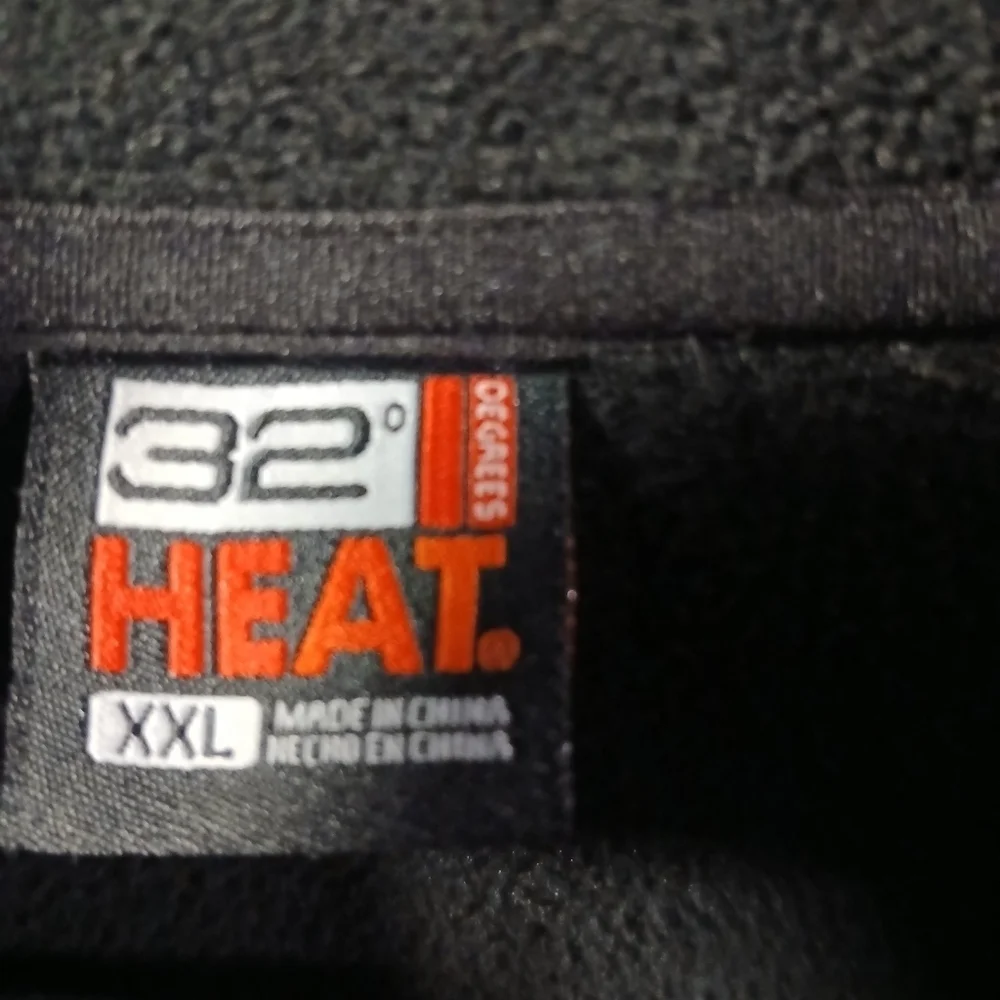 32°
DEGREES
HEAT.
XXL
MADE IN CHINA
HECHO EN CHINA